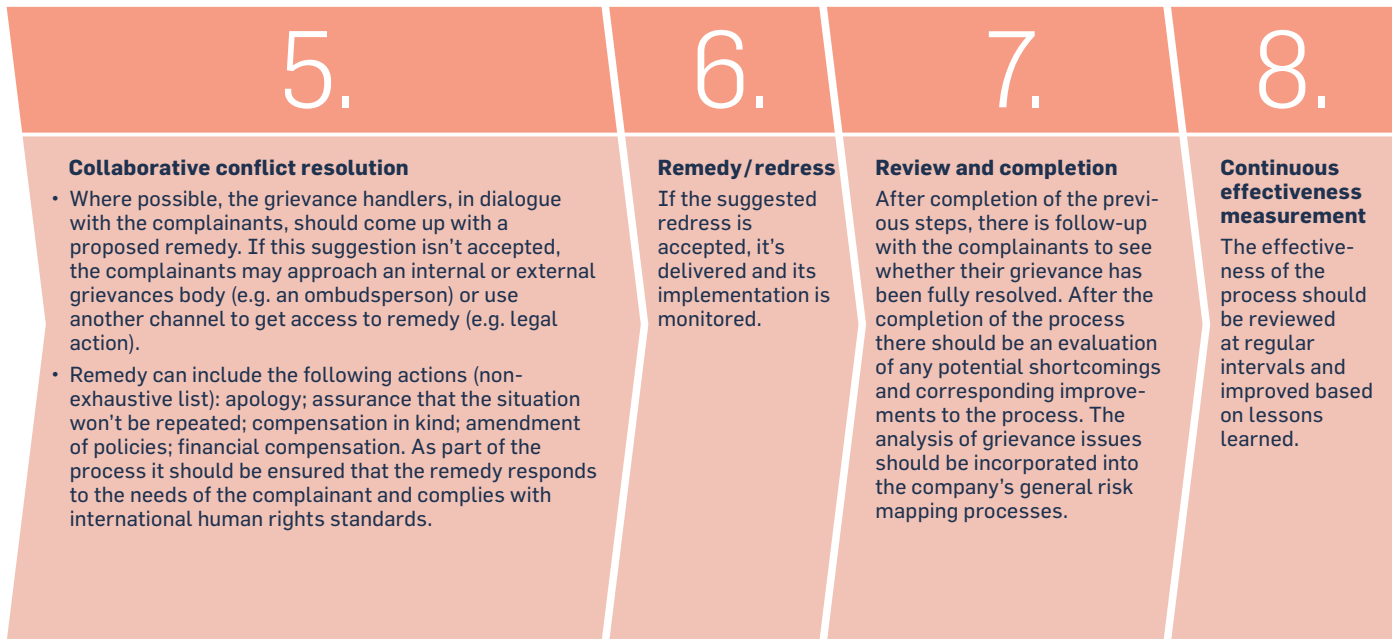 5.
Collaborative conflict resolution
• Where possible, the grievance handlers, in dialogue
with the complainants, should come up with a
proposed remedy. If this suggestion isn't accepted,
the complainants may approach an internal or external
grievances body (e.g. an ombudsperson) or use
another channel to get access to remedy (e.g. legal
action).
• Remedy can include the following actions (non-
exhaustive list): apology; assurance that the situation
won't be repeated; compensation in kind; amendment
of policies; financial compensation. As part of the
process it should be ensured that the remedy responds
to the needs of the complainant and complies with
international human rights standards.
6.
Remedy/redress
If the suggested
redress is
accepted, it's
delivered and its
implementation is
monitored.
7.
Review and completion
After completion of the previ-
ous steps, there is follow-up
with the complainants to see
whether their grievance has
been fully resolved. After the
completion of the process
there should be an evaluation
of any potential shortcomings
and corresponding improve-
ments to the process. The
analysis of grievance issues
should be incorporated into
the company's general risk
mapping processes.
8.
Continuous
effectiveness
measurement
The effective-
ness of the
process should
be reviewed
at regular
intervals and
improved based
on lessons
learned.